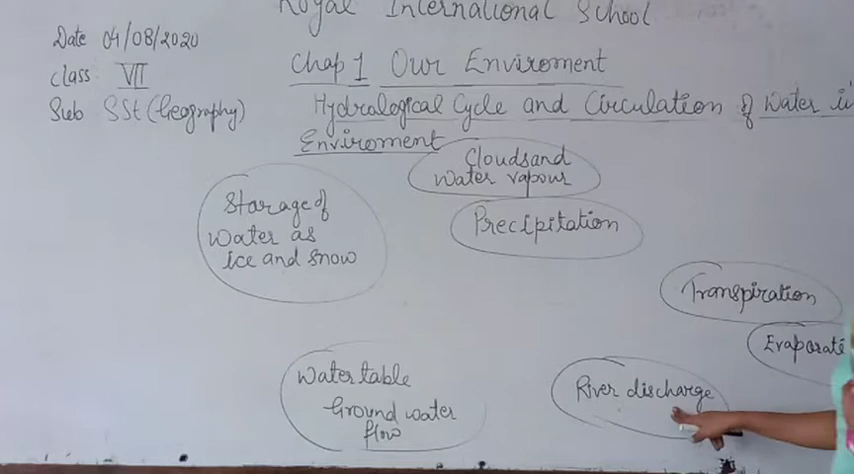 Royal International School
Date 04/08/2020
Class: VII
Sub SSt (Geography)
Chap 1 Our Enviroment
Hydralogical Cycle and Circulation of Water in
Enviroment
Clouds and
Water vapour
Precipitation
Starage of
Water as
ice and snow
Transpiration
Evaporati
Water table
Ground water
flow
River discharge